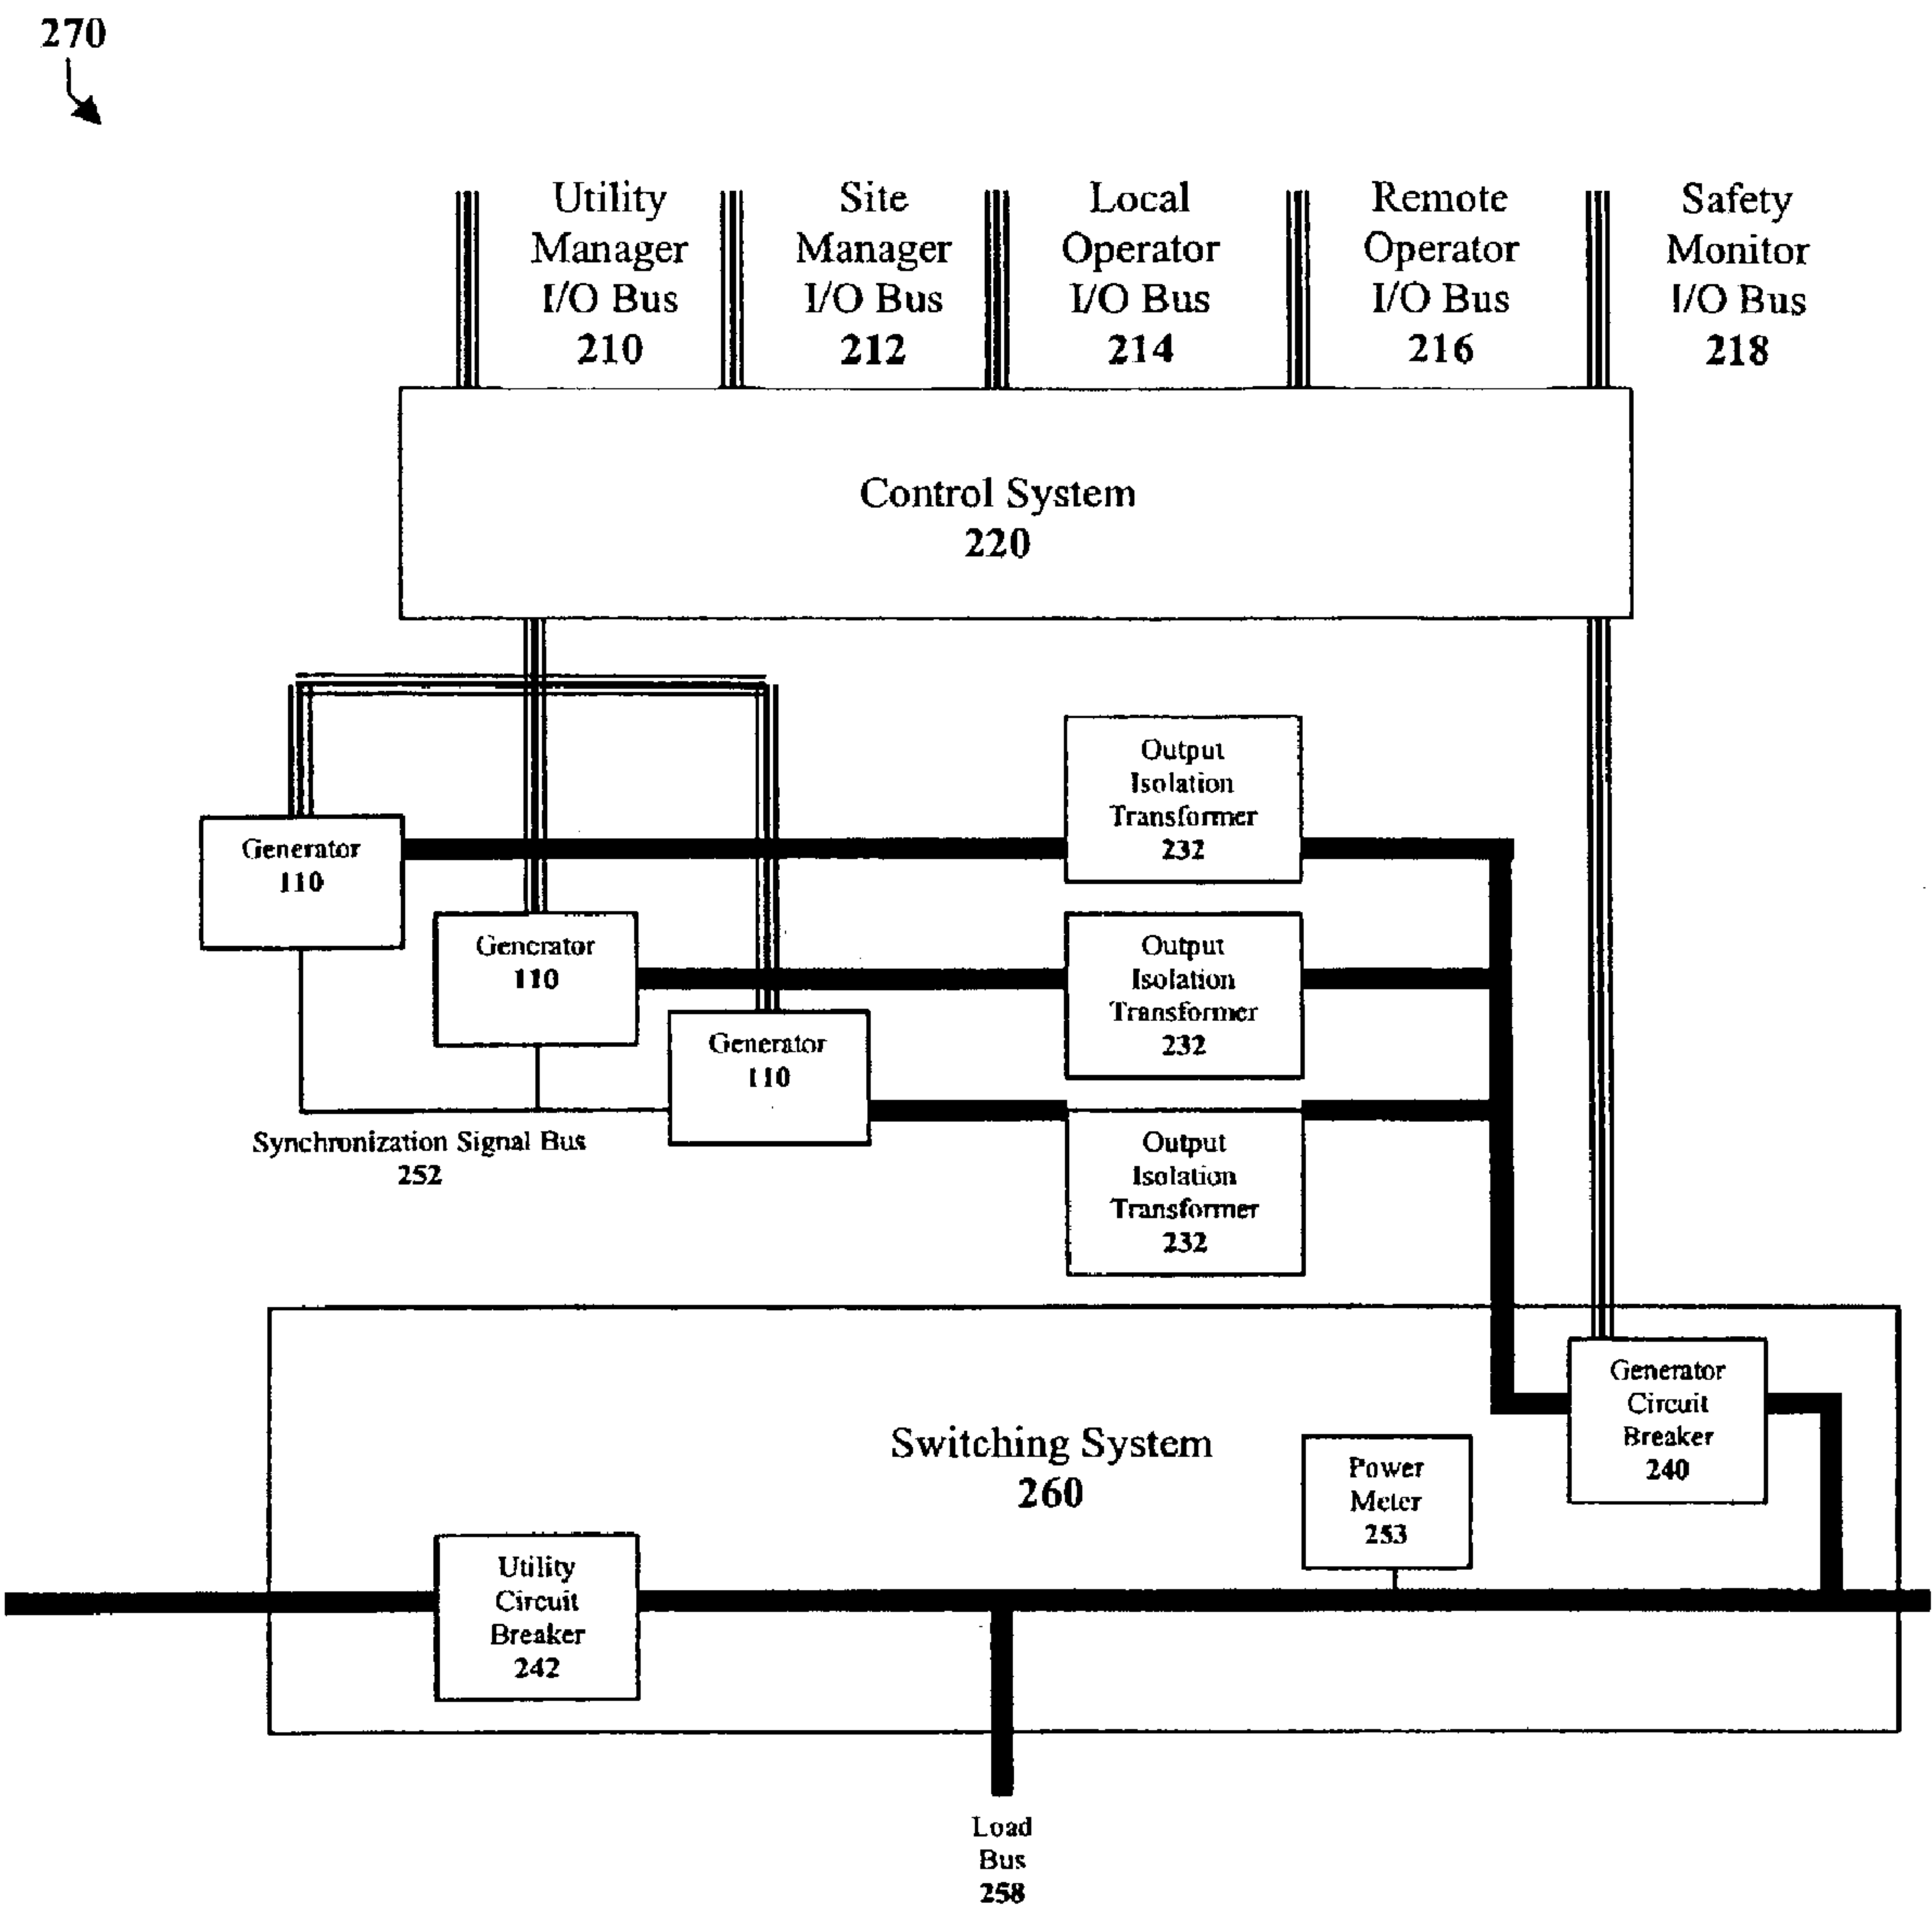 270
Utility
Manager
I/O Bus
210
Site
Manager
I/O Bus
212
Local
Operator
I/O Bus
214
Remote
Operator
I/O Bus
216
Safety
Monitor
I/O Bus
218
Control System
220
Output
Isolation
Transformer
232
Generator
110
Generator
110
Output
Isolation
Transformer
232
Generator
110
Synchronization Signal Bus
252
Output
Isolation
Transformer
232
Generator
Circuit
Breaker
240
Switching System
260
Power
Meter
253
Utility
Circuit
Breaker
242
Load
Bus
258